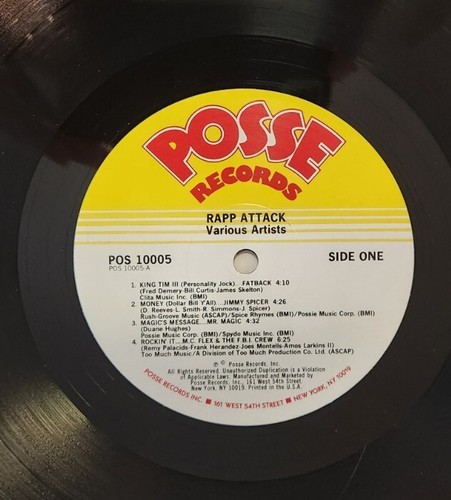 POSSE
RECORDS
RAPP ATTACK
Various Artists
POS 10005
POS 10005-A
SIDE ONE
1. KING TIM III (Personality Jock)...FATBACK 4:10
(Fred Demery-Bill Curtis-James Skelton)
Clita Music Inc. (BMI)
2. MONEY (Dollar Bill Y'All)...JIMMY SPICER 4:26
(D. Reeves-L. Smith-R. Simmons-J. Spicer)
Rush-Groove Music (ASCAP)/Spice Rhymes (BMI)/Posse Music Corp. (BMI)
3. MAGIC'S MESSAGE...MR. MAGIC 4:32
(Duane Hughes)
Posse Music Corp. (BMI)/Spydo Music Inc. (BMI)
4. ROCKIN' IT...M.C. FLEX & THE F.B.I. CREW 6:25
(Remy Palacids-Frank Herandez-Joes Montells-Amos Larkins II)
Too Much Music/A Division of Too Much Production Co. Ltd. (ASCAP)
℗ © Posse Records, Inc.
All Rights Reserved. Unauthorized Duplication is a Violation
of Applicable Laws. Manufactured and Marketed by
Posse Records, Inc., 161 West 54th Street,
New York, NY 10019. Printed in the U.S.A.
POSSE RECORDS INC. ■ 161 WEST 54TH STREET ■ NEW YORK, N.Y. 10019